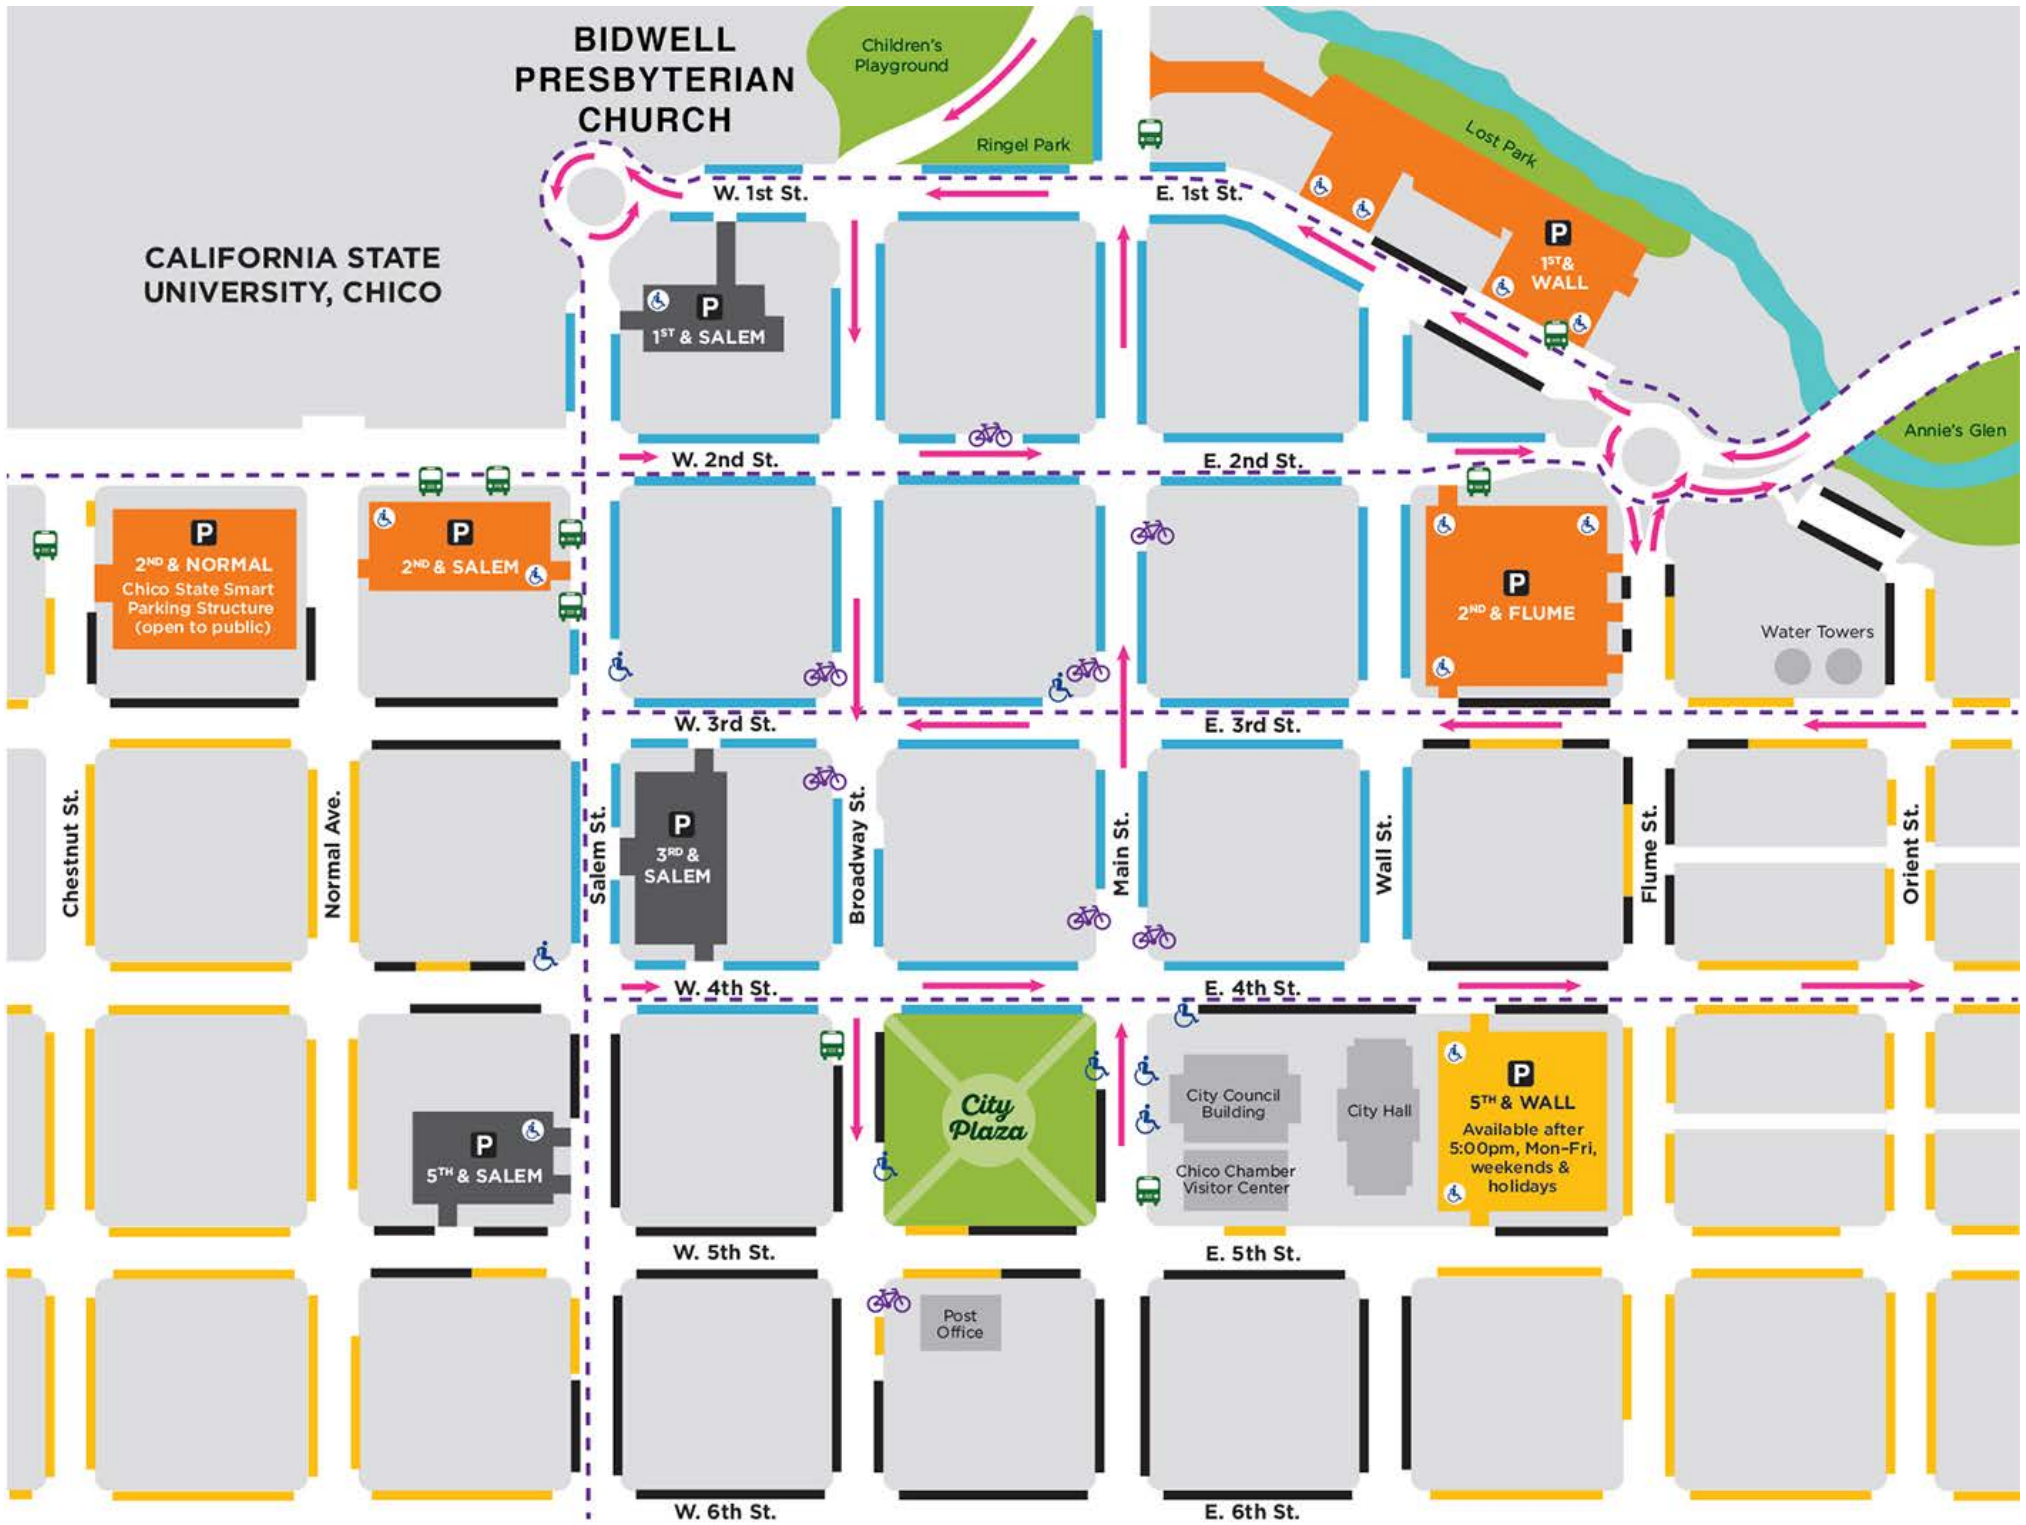 BIDWELL
PRESBYTERIAN
CHURCH
Children's
Playground
Ringel Park
Lost Park
W. 1st St.
E. 1st St.
CALIFORNIA STATE
UNIVERSITY, CHICO
P
1ST &
WALL
P
1ST & SALEM
Annie's Glen
W. 2nd St.
E. 2nd St.
P
2ND & NORMAL
Chico State Smart
Parking Structure
(open to public)
P
2ND & SALEM
P
2ND & FLUME
Water Towers
W. 3rd St.
E. 3rd St.
Chestnut St.
Normal Ave.
Salem St.
P
3RD &
SALEM
Broadway St.
Main St.
Wall St.
Flume St.
Orient St.
W. 4th St.
E. 4th St.
City
Plaza
City Council
Building
City Hall
Chico Chamber
Visitor Center
P
5TH & WALL
Available after
5:00pm, Mon–Fri,
weekends &
holidays
P
5TH & SALEM
W. 5th St.
E. 5th St.
Post
Office
W. 6th St.
E. 6th St.